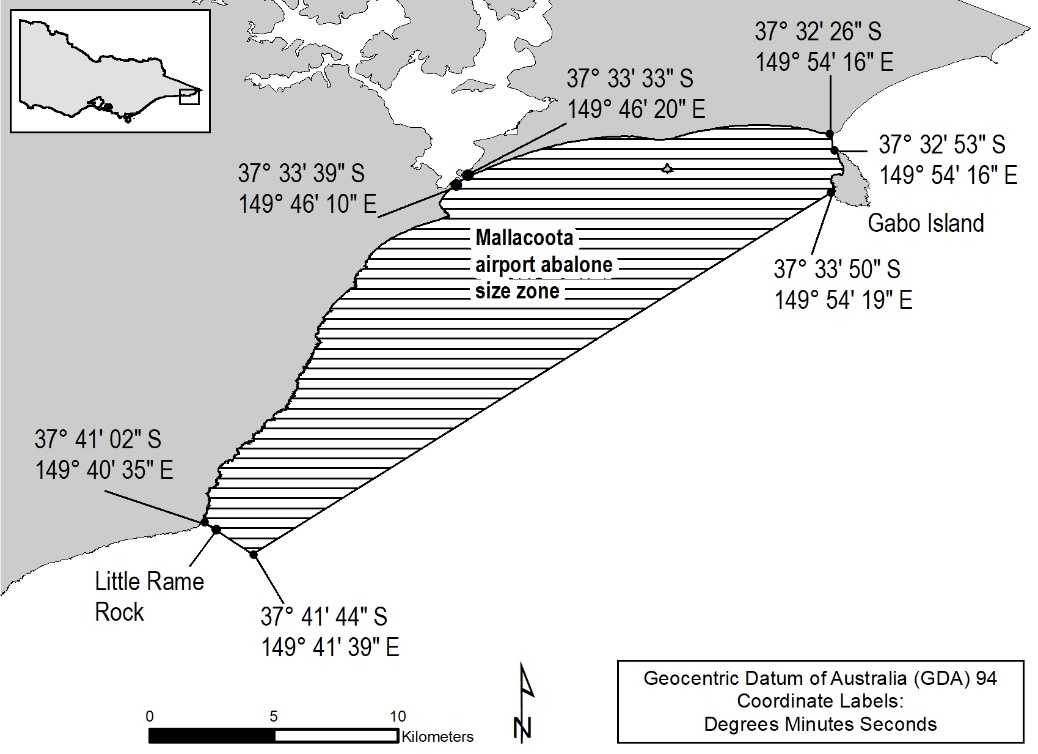 37° 32' 26" S
149° 54' 16" E
37° 33' 33" S
149° 46' 20" E
37° 32' 53" S
149° 54' 16" E
37° 33' 39" S
149° 46' 10" E
Gabo Island
Mallacoota
airport abalone
size zone
37° 33' 50" S
149° 54' 19" E
37° 41' 02" S
149° 40' 35" E
Little Rame
Rock
37° 41' 44" S
149° 41' 39" E
Geocentric Datum of Australia (GDA) 94
Coordinate Labels:
Degrees Minutes Seconds
0 5 10
Kilometers
N